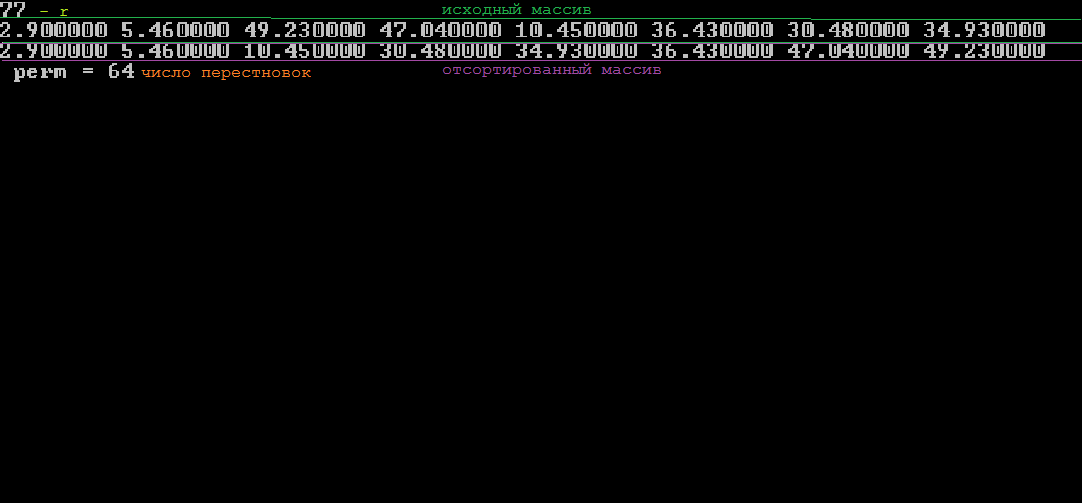 77 - r исходный массив
2.900000 5.460000 49.230000 47.040000 10.450000 36.430000 30.480000 34.930000
2.900000 5.460000 10.450000 30.480000 34.930000 36.430000 47.040000 49.230000
perm = 64 число перестновок отсортированный массив